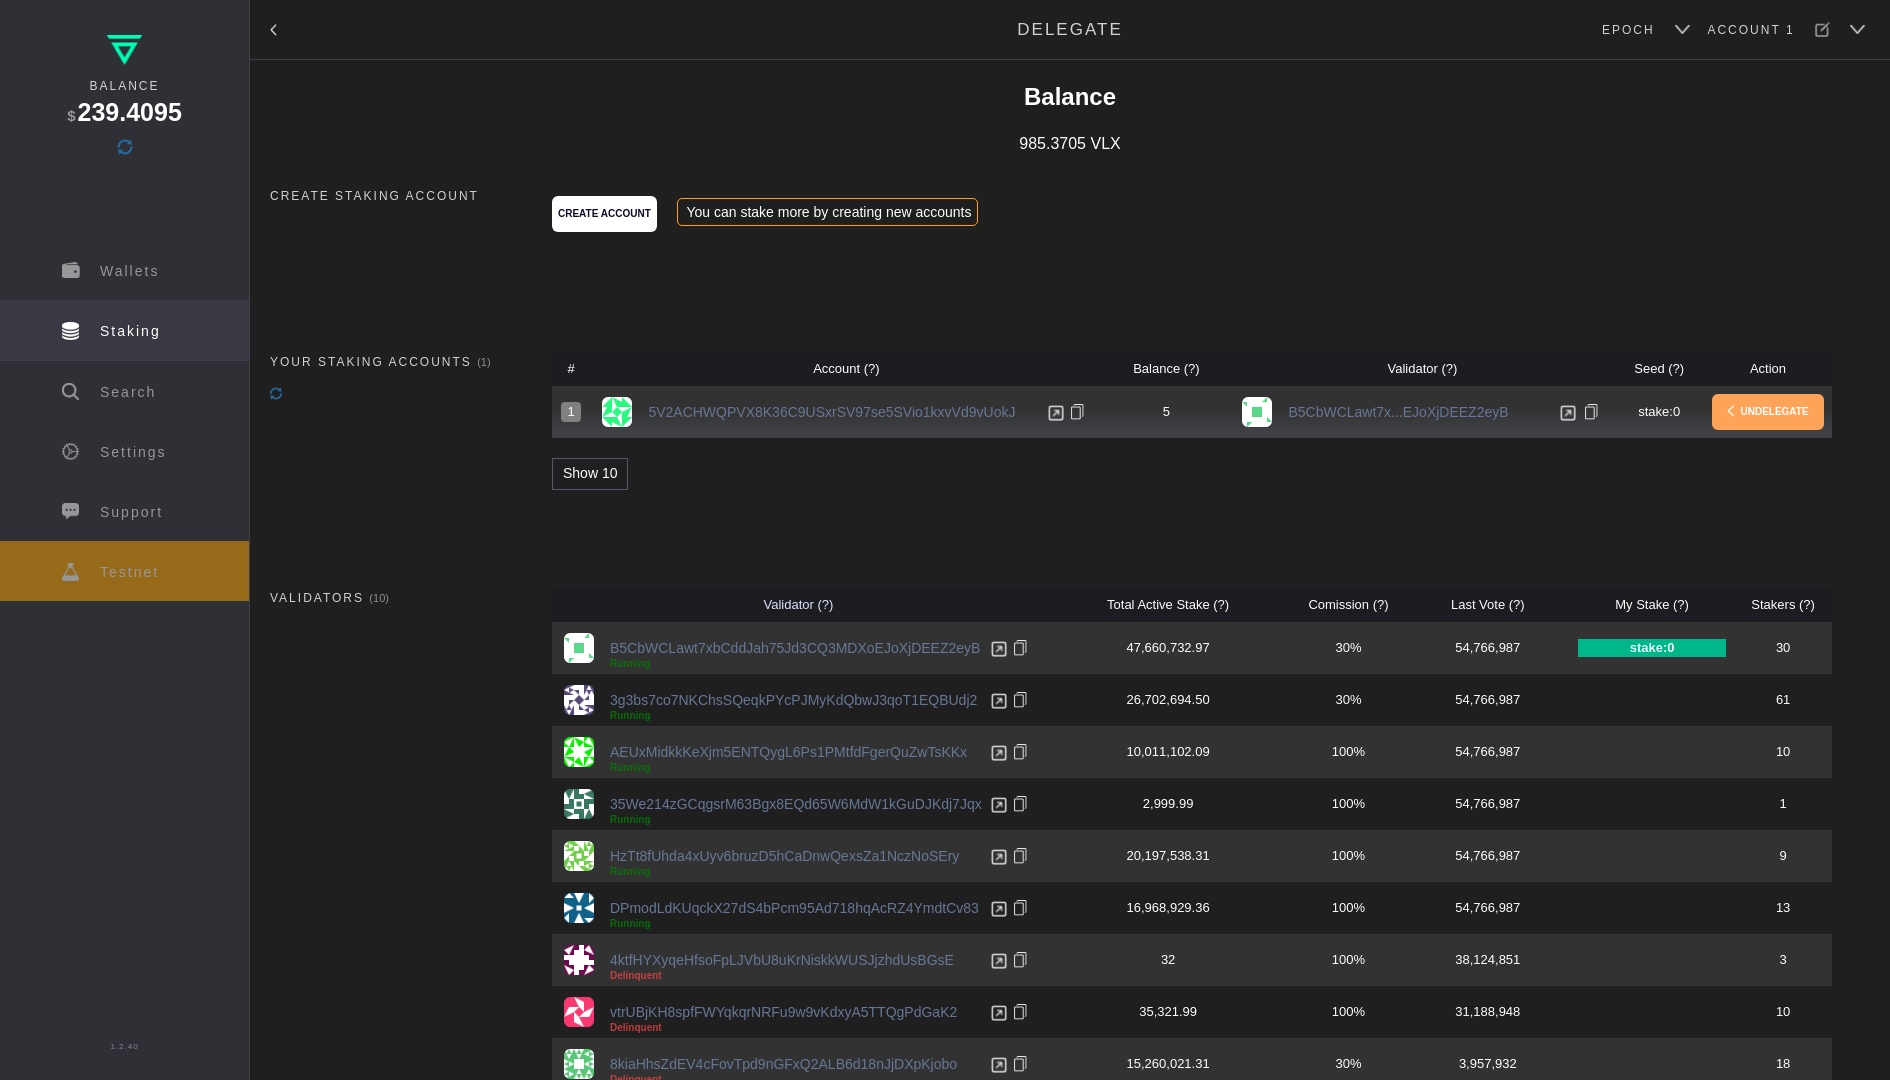 BALANCE
$239.4095
Wallets
Staking
Search
Settings
Support
Testnet
1.2.40
DELEGATE
EPOCH
ACCOUNT 1
Balance
985.3705 VLX
CREATE STAKING ACCOUNT
CREATE ACCOUNT
You can stake more by creating new accounts
YOUR STAKING ACCOUNTS (1)
# Account (?) Balance (?) Validator (?) Seed (?) Action
1 5V2ACHWQPVX8K36C9USxrSV97se5SVio1kxvVd9vUokJ 5 B5CbWCLawt7x...EJoXjDEEZ2eyB stake:0 UNDELEGATE
Show 10
VALIDATORS (10)
Validator (?) Total Active Stake (?) Comission (?) Last Vote (?) My Stake (?) Stakers (?)
B5CbWCLawt7xbCddJah75Jd3CQ3MDXoEJoXjDEEZ2eyB 47,660,732.97 30% 54,766,987 stake:0 30
Running
3g3bs7co7NKChsSQeqkPYcPJMyKdQbwJ3qoT1EQBUdj2 26,702,694.50 30% 54,766,987 61
Running
AEUxMidkkKeXjm5ENTQygL6Ps1PMtfdFgerQuZwTsKKx 10,011,102.09 100% 54,766,987 10
Running
35We214zGCqgsrM63Bgx8EQd65W6MdW1kGuDJKdj7Jqx 2,999.99 100% 54,766,987 1
Running
HzTt8fUhda4xUyv6bruzD5hCaDnwQexsZa1NczNoSEry 20,197,538.31 100% 54,766,987 9
Running
DPmodLdKUqckX27dS4bPcm95Ad718hqAcRZ4YmdtCv83 16,968,929.36 100% 54,766,987 13
Running
4ktfHYXyqeHfsoFpLJVbU8uKrNiskkWUSJjzhdUsBGsE 32 100% 38,124,851 3
Delinquent
vtrUBjKH8spfFWYqkqrNRFu9w9vKdxyA5TTQgPdGaK2 35,321.99 100% 31,188,948 10
Delinquent
8kiaHhsZdEV4cFovTpd9nGFxQ2ALB6d18nJjDXpKjobo 15,260,021.31 30% 3,957,932 18
Delinquent